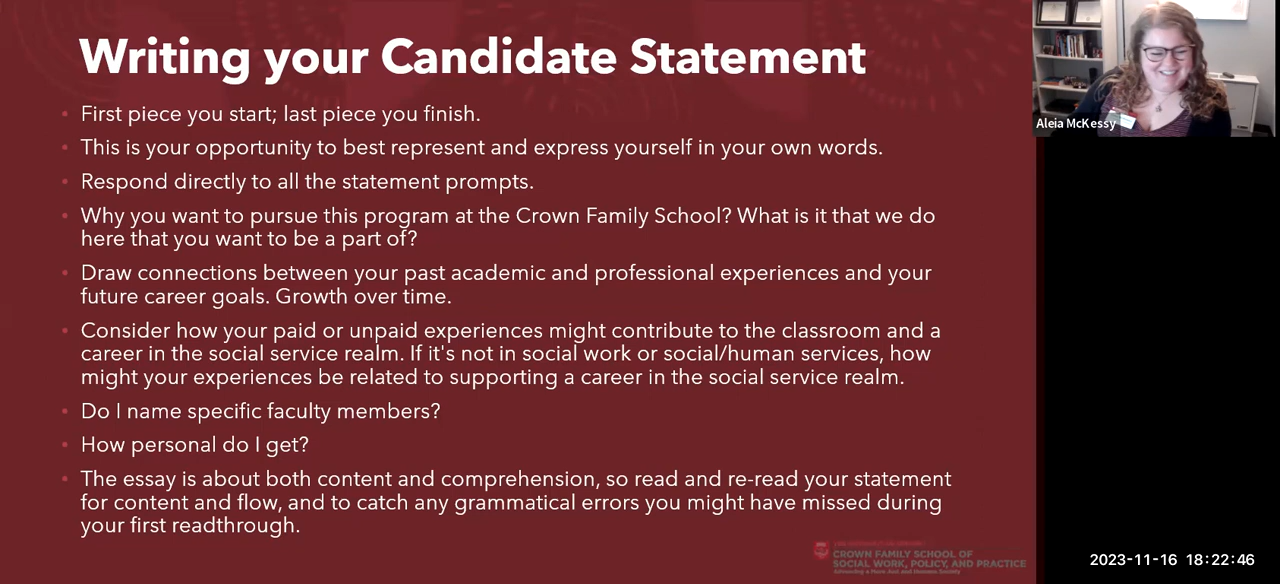 Writing your Candidate Statement
• First piece you start; last piece you finish.
• This is your opportunity to best represent and express yourself in your own words.
• Respond directly to all the statement prompts.
• Why you want to pursue this program at the Crown Family School? What is it that we do
here that you want to be a part of?
• Draw connections between your past academic and professional experiences and your
future career goals. Growth over time.
• Consider how your paid or unpaid experiences might contribute to the classroom and a
career in the social service realm. If it's not in social work or social/human services, how
might your experiences be related to supporting a career in the social service realm.
• Do I name specific faculty members?
• How personal do I get?
• The essay is about both content and comprehension, so read and re-read your statement
for content and flow, and to catch any grammatical errors you might have missed during
your first readthrough.
CROWN FAMILY SCHOOL OF
SOCIAL WORK, POLICY, AND PRACTICE
Advancing a More Just and Humane Society
Aleia McKessy
2023-11-16 18:22:46